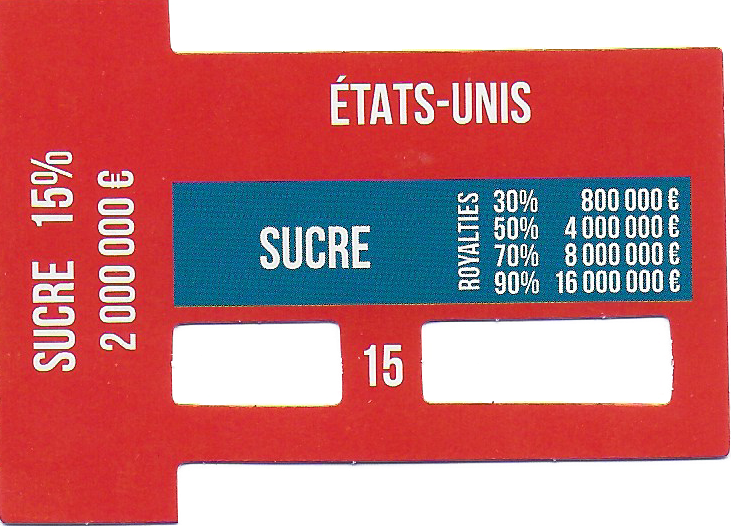 SUCRE 15%
2 000 000 €
ÉTATS-UNIS
SUCRE
ROYALTIES
30% 800 000 €
50% 4 000 000 €
70% 8 000 000 €
90% 16 000 000 €
15